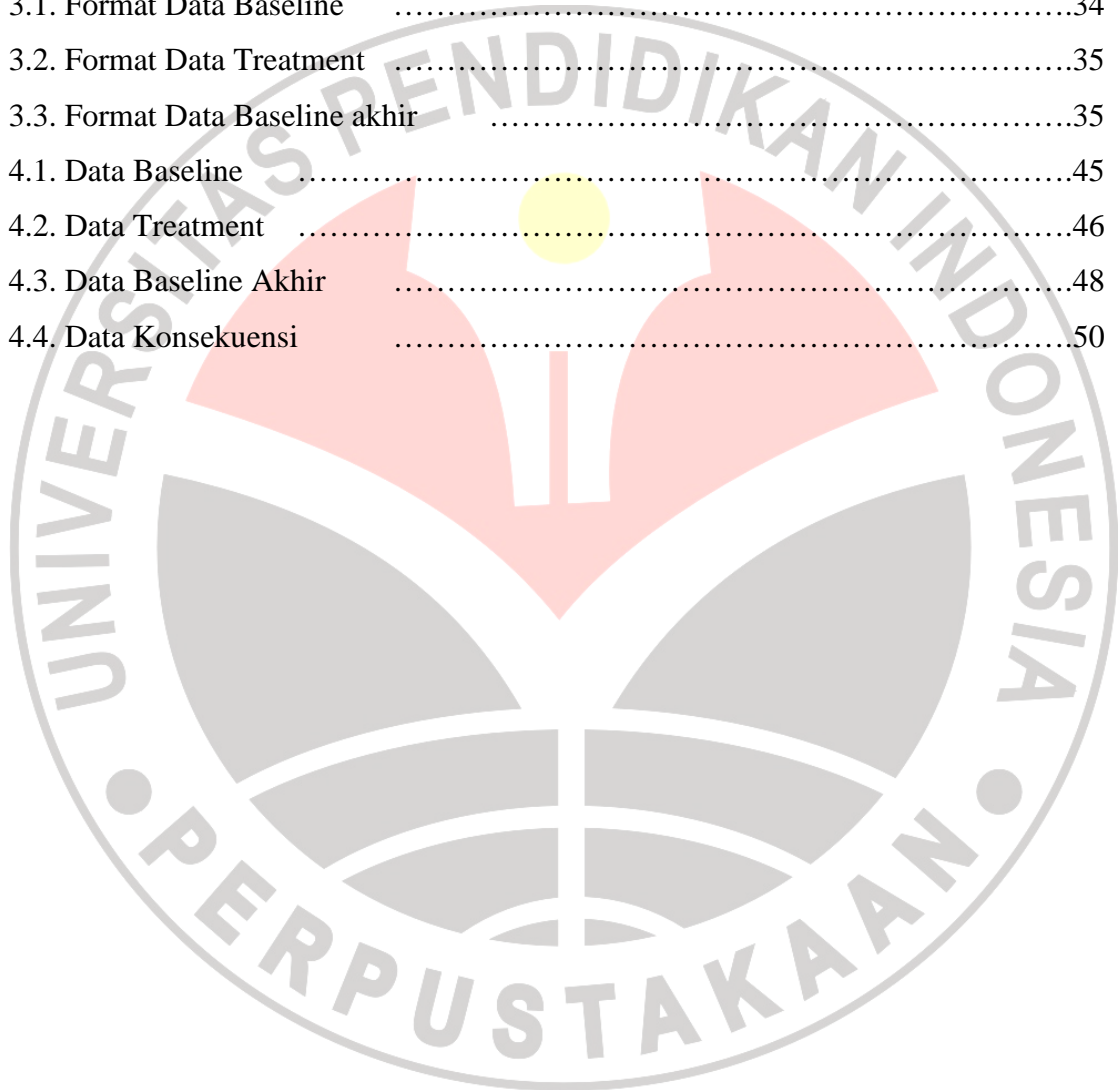 3.1. Format Data Baseline ……………………………………………………………34
3.2. Format Data Treatment ……………………………………………………………35
3.3. Format Data Baseline akhir ……………………………………………………35
4.1. Data Baseline ……………………………………………………………………45
4.2. Data Treatment ……………………………………………………………………46
4.3. Data Baseline Akhir ……………………………………………………………48
4.4. Data Konsekuensi ……………………………………………………………50
UNIVERSITAS PENDIDIKAN INDONESIA
PERPUSTAKAAN